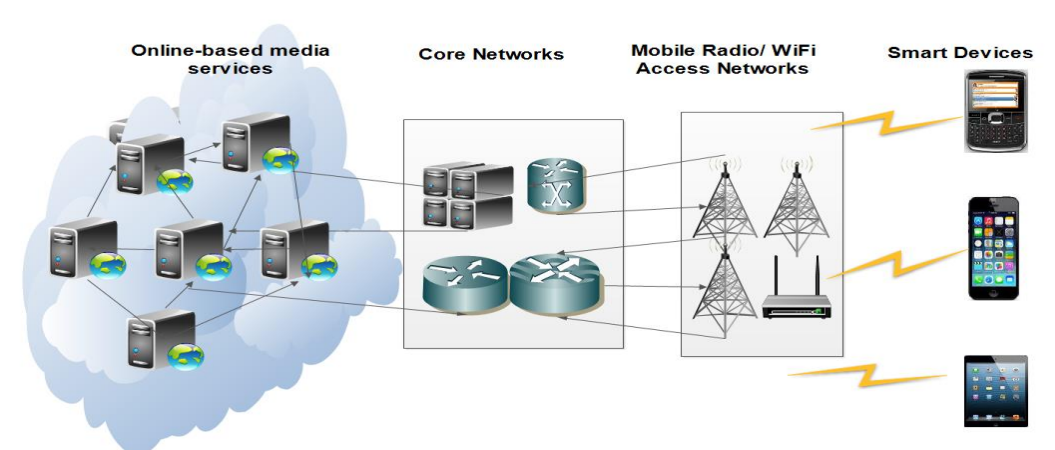 Online-based media
services
Core Networks
Mobile Radio/ WiFi
Access Networks
Smart Devices